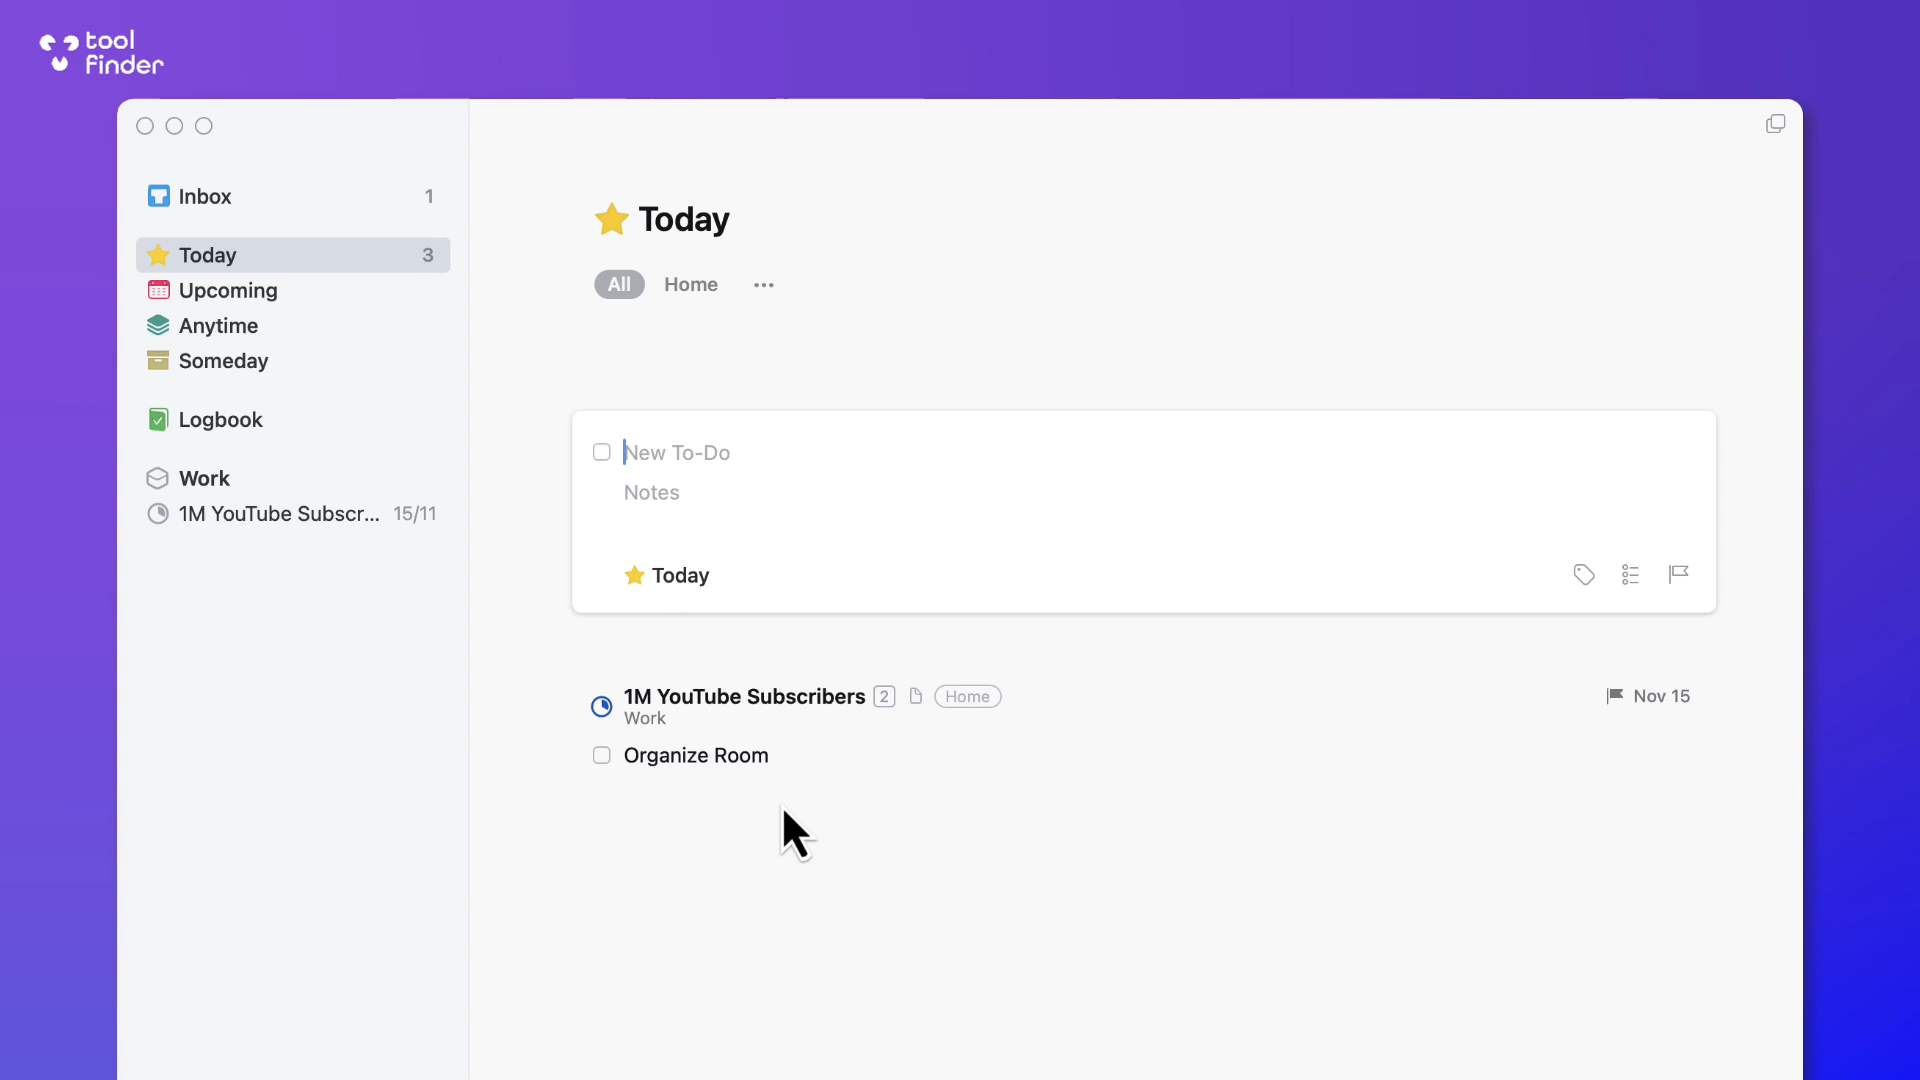 tool
finder
Inbox 1
Today 3
Upcoming
Anytime
Someday
Logbook
Work
1M YouTube Subscr... 15/11
Today
All Home ...
New To-Do
Notes
Today
1M YouTube Subscribers 2 Home Nov 15
Work
Organize Room